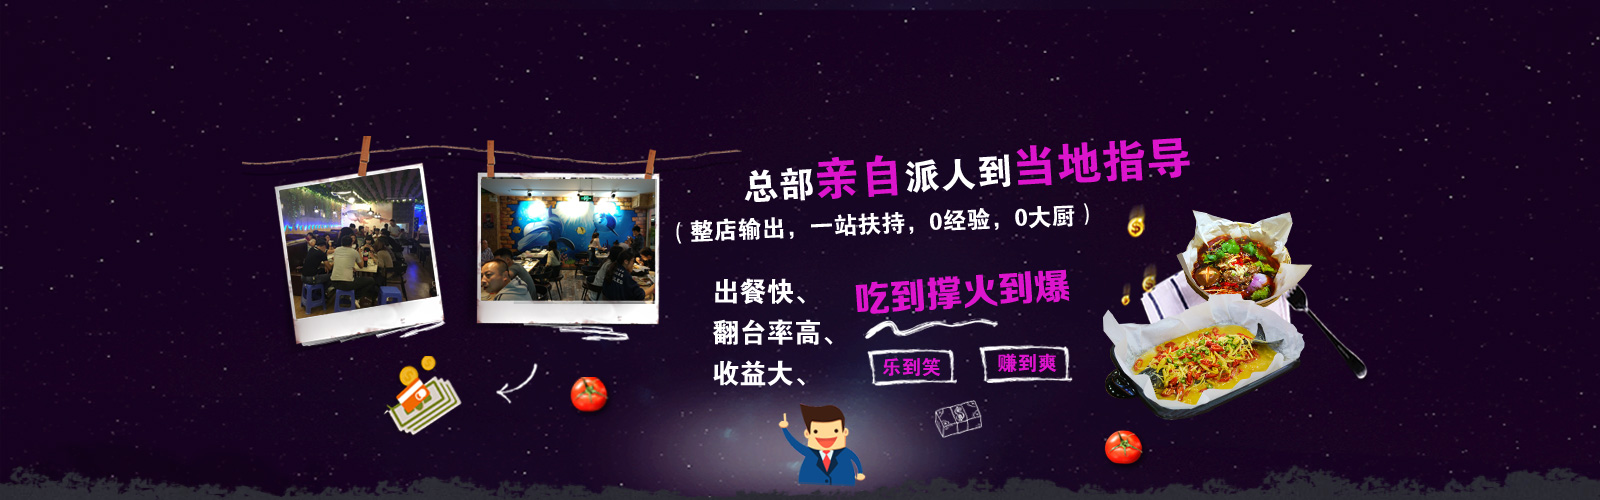 总部亲自派人到当地指导
（整店输出，一站扶持，0经验，0大厨）
出餐快、
翻台率高、
收益大、
吃到撑火到爆
乐到笑
赚到爽